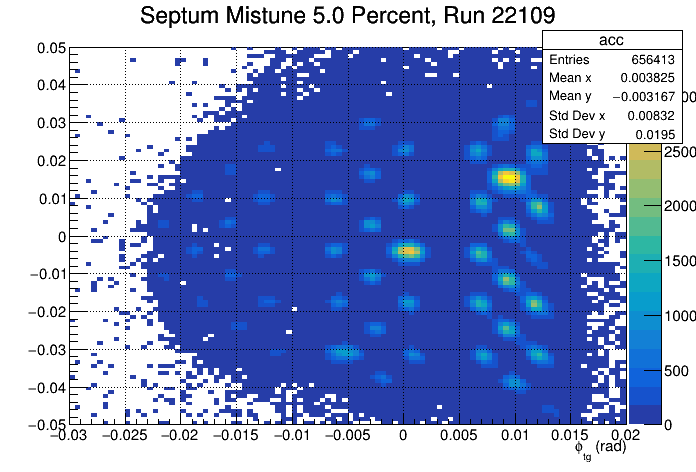 Septum Mistune 5.0 Percent, Run 22109
acc
Entries 656413
Mean x 0.003825
Mean y −0.003167
Std Dev x 0.00832
Std Dev y 0.0195
0.05
0.04
0.03
0.02
0.01
0
−0.01
−0.02
−0.03
−0.04
−0.05
−0.03 −0.025 −0.02 −0.015 −0.01 −0.005 0 0.005 0.01 0.015 0.02
ϕtg (rad)
2500
2000
1500
1000
500
0